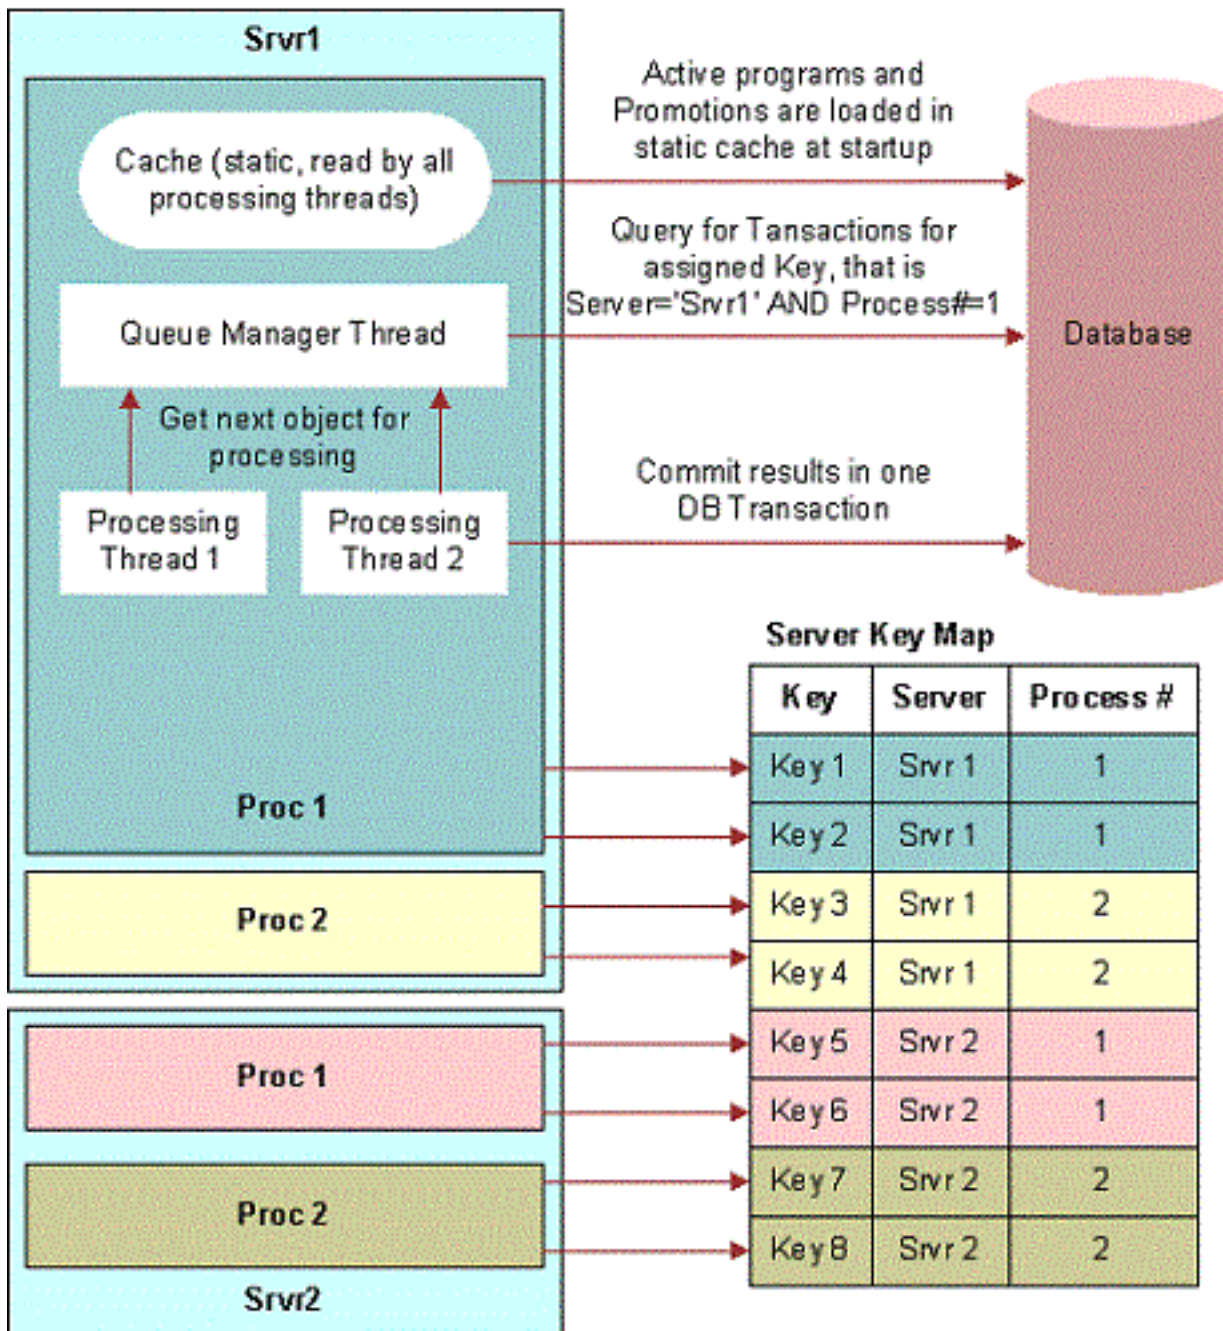 Srvr1
Cache (static, read by all
processing threads)
Active programs and
Promotions are loaded in
static cache at startup
Queue Manager Thread
Query for Tansactions for
assigned Key, that is
Server='Srvr1' AND Process#=1
Database
Get next object for
processing
Processing
Thread 1
Processing
Thread 2
Commit results in one
DB Transaction
Proc 1
Proc 2
Proc 1
Proc 2
Srvr2
Server Key Map
Key Server Process #
Key 1 Srvr 1 1
Key 2 Srvr 1 1
Key 3 Srvr 1 2
Key 4 Srvr 1 2
Key 5 Srvr 2 1
Key 6 Srvr 2 1
Key 7 Srvr 2 2
Key 8 Srvr 2 2